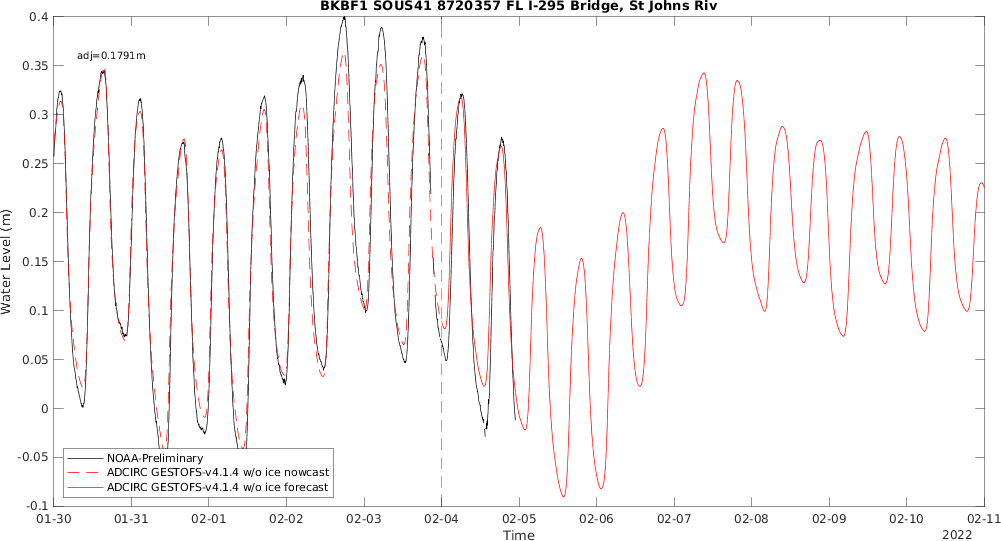 BKBF1 SOUS41 8720357 FL I-295 Bridge, St Johns Riv
adj=0.1791m
0.4
0.35
0.3
0.25
0.2
0.15
0.1
0.05
0
-0.05
-0.1
Water Level (m)
NOAA-Preliminary
ADCIRC GESTOFS-v4.1.4 w/o ice nowcast
ADCIRC GESTOFS-v4.1.4 w/o ice forecast
01-30 01-31 02-01 02-02 02-03 02-04 02-05 02-06 02-07 02-08 02-09 02-10 02-11
Time
2022